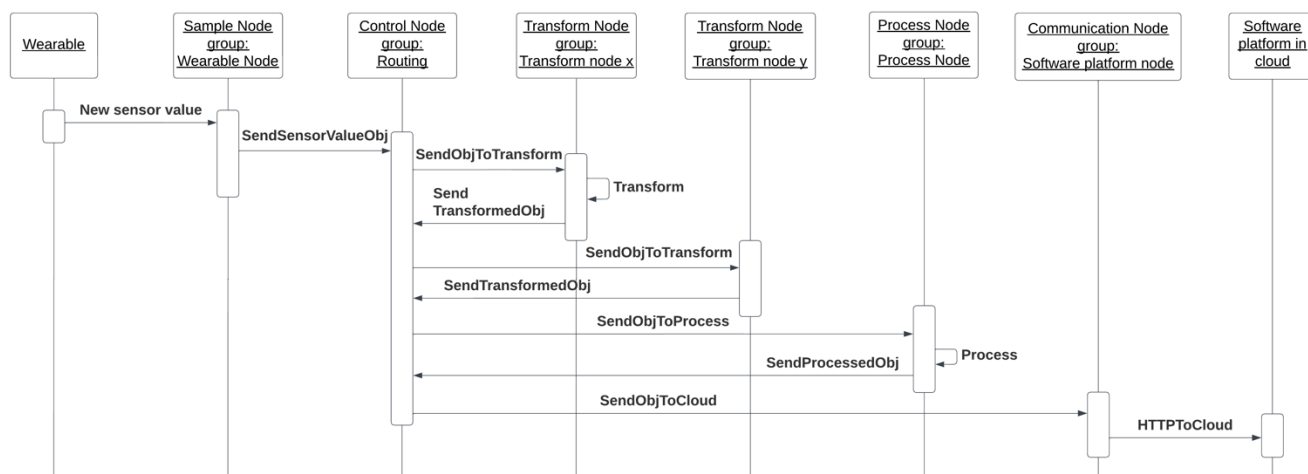 Wearable
Sample Node
group:
Wearable Node
Control Node
group:
Routing
Transform Node
group:
Transform node x
Transform Node
group:
Transform node y
Process Node
group:
Process Node
Communication Node
group:
Software platform node
Software
platform in
cloud
New sensor value
SendSensorValueObj
SendObjToTransform
Transform
Send
TransformedObj
SendObjToTransform
SendTransformedObj
SendObjToProcess
Process
SendProcessedObj
SendObjToCloud
HTTPToCloud